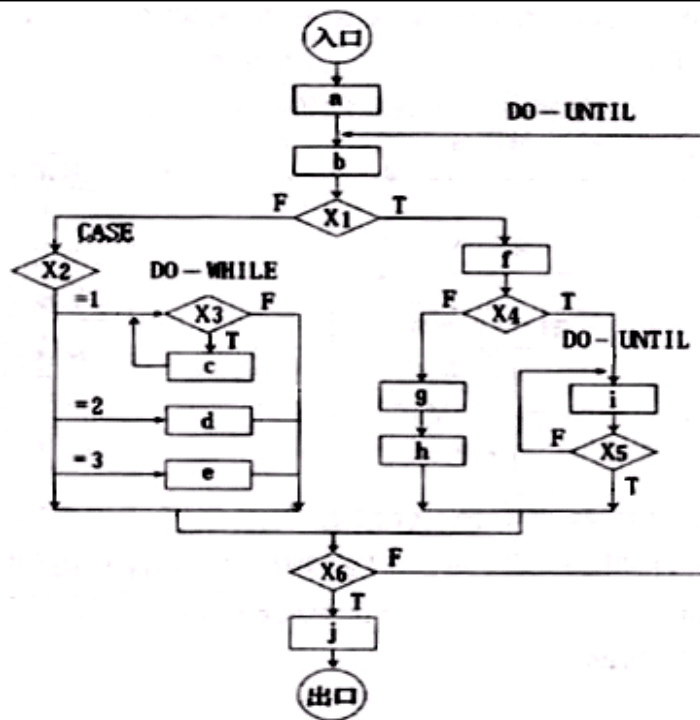 入口
a
DO-UNTIL
b
F X1 T
CASE
X2
f
DO-WHILE
=1 X3 F
T
c
F X4 T
DO-UNTIL
=2 d
g
i
=3 e
h
F X5
T
X6 F
T
j
出口